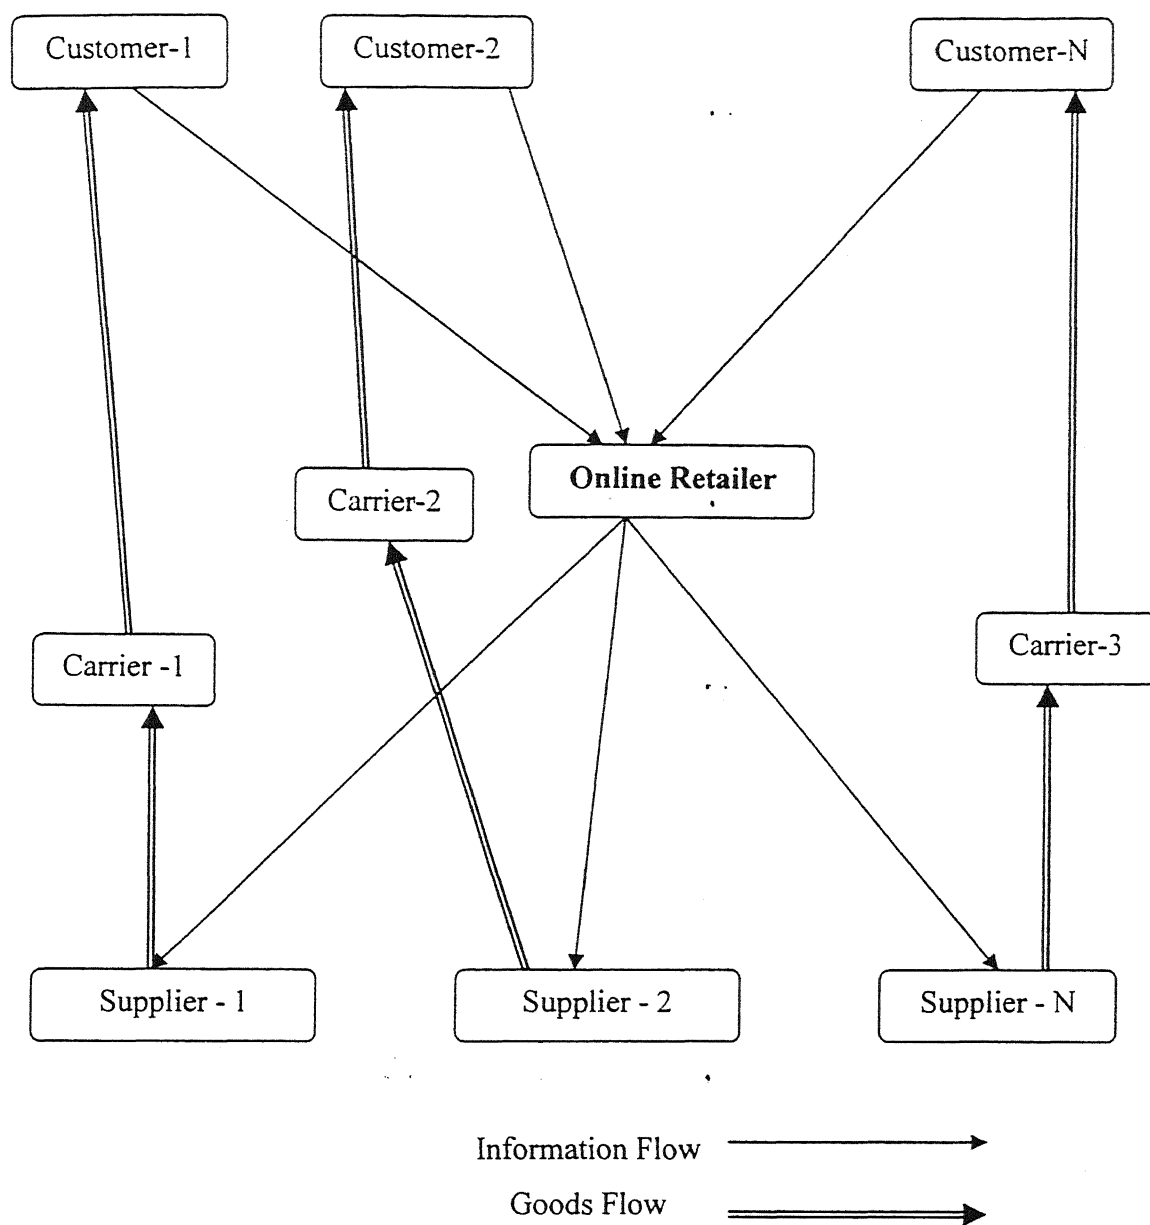 Customer-1
Customer-2
Customer-N
Online Retailer
Carrier-2
Carrier -1
Carrier-3
Supplier - 1
Supplier - 2
Supplier - N
Information Flow
Goods Flow